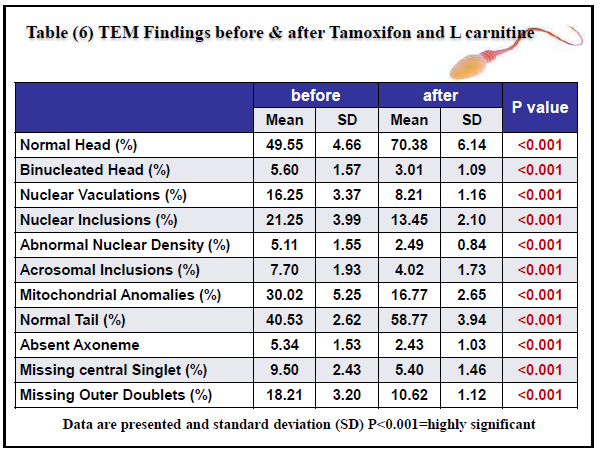 Table (6) TEM Findings before & after Tamoxifon and L carnitine
before after P value
Mean SD Mean SD
Normal Head (%) 49.55 4.66 70.38 6.14 <0.001
Binucleated Head (%) 5.60 1.57 3.01 1.09 <0.001
Nuclear Vaculations (%) 16.25 3.37 8.21 1.16 <0.001
Nuclear Inclusions (%) 21.25 3.99 13.45 2.10 <0.001
Abnormal Nuclear Density (%) 5.11 1.55 2.49 0.84 <0.001
Acrosomal Inclusions (%) 7.70 1.93 4.02 1.73 <0.001
Mitochondrial Anomalies (%) 30.02 5.25 16.77 2.65 <0.001
Normal Tail (%) 40.53 2.62 58.77 3.94 <0.001
Absent Axoneme 5.34 1.53 2.43 1.03 <0.001
Missing central Singlet (%) 9.50 2.43 5.40 1.46 <0.001
Missing Outer Doublets (%) 18.21 3.20 10.62 1.12 <0.001
Data are presented and standard deviation (SD) P<0.001=highly significant